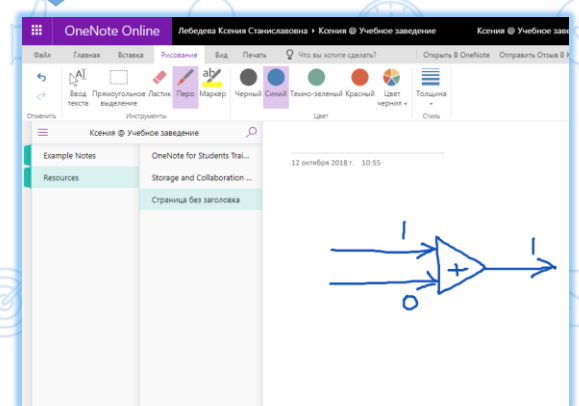 OneNote Online Лебедева Ксения Станиславовна ▸ Ксения @ Учебное заведение Ксения @ Учебное
Файл Главная Вставка Рисование Вид Печать Что вы хотите сделать? Открыть в OneNote Отправить Отзыв В
Ввод текста Прямоугольное выделение Ластик Перо Маркер Черный Синий Темно-зеленый Красный Цвет чернил Толщина
Отменить Инструменты Цвет Стиль
Ксения @ Учебное заведение
Example Notes OneNote for Students Trai...
Resources Storage and Collaboration ...
Страница без заголовка
12 октября 2018 г. 10:55
1
1
+
0